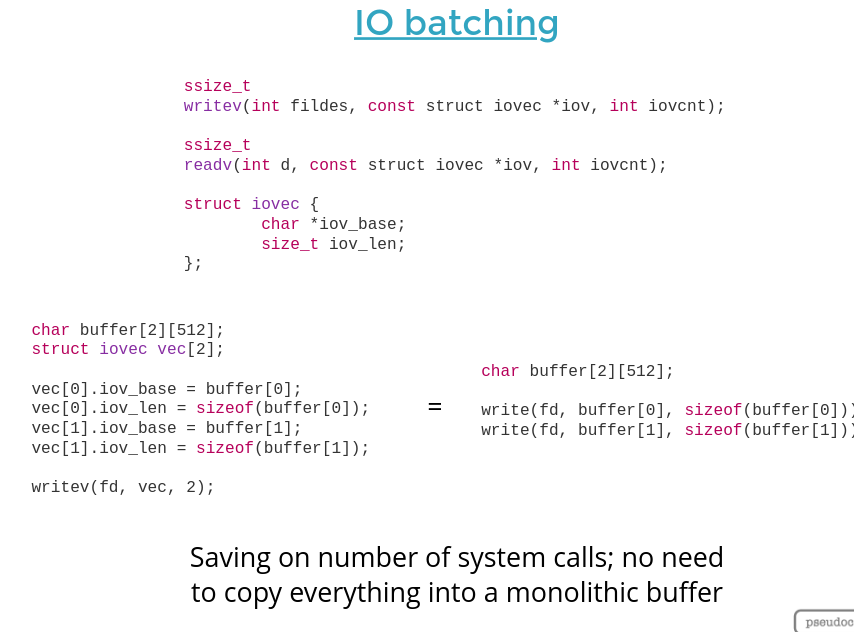 IO batching
ssize_t
writev(int fildes, const struct iovec *iov, int iovcnt);
ssize_t
readv(int d, const struct iovec *iov, int iovcnt);
struct iovec {
char *iov_base;
size_t iov_len;
};
char buffer[2][512];
struct iovec vec[2];
vec[0].iov_base = buffer[0];
vec[0].iov_len = sizeof(buffer[0]);
vec[1].iov_base = buffer[1];
vec[1].iov_len = sizeof(buffer[1]);
writev(fd, vec, 2);
=
char buffer[2][512];
write(fd, buffer[0], sizeof(buffer[0]))
write(fd, buffer[1], sizeof(buffer[1]))
Saving on number of system calls; no need
to copy everything into a monolithic buffer